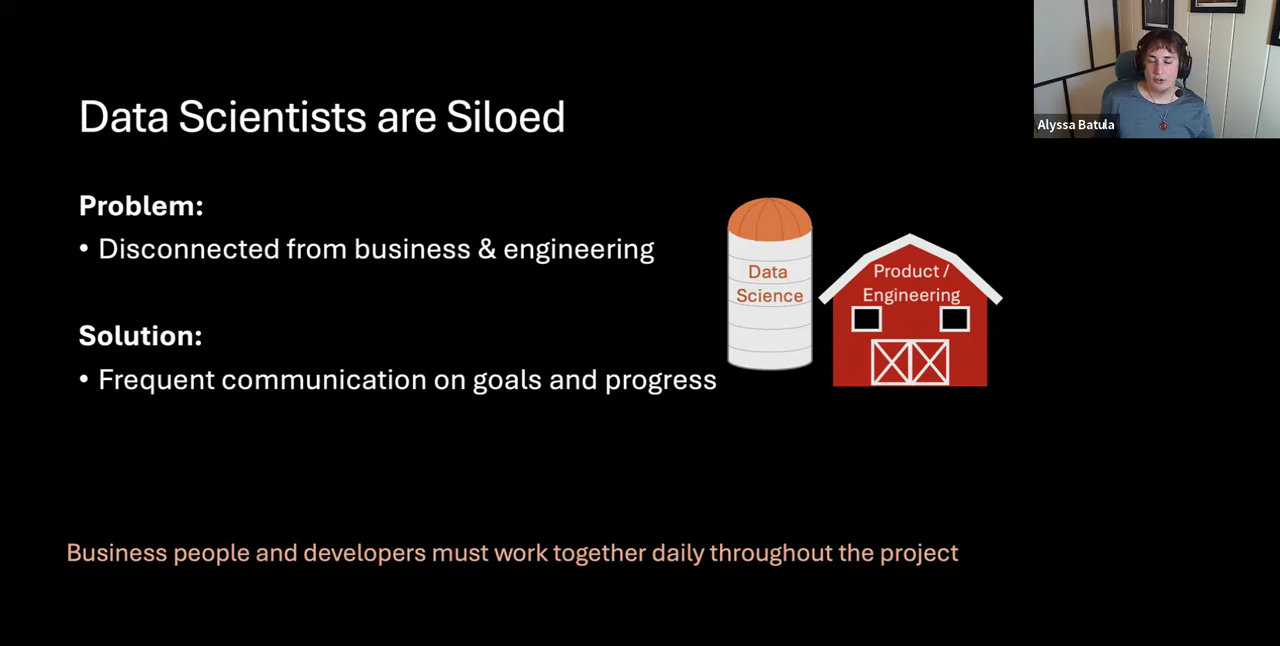 Data Scientists are Siloed
Alyssa Batula
Problem:
• Disconnected from business & engineering
Solution:
• Frequent communication on goals and progress
Data
Science
Product /
Engineering
Business people and developers must work together daily throughout the project